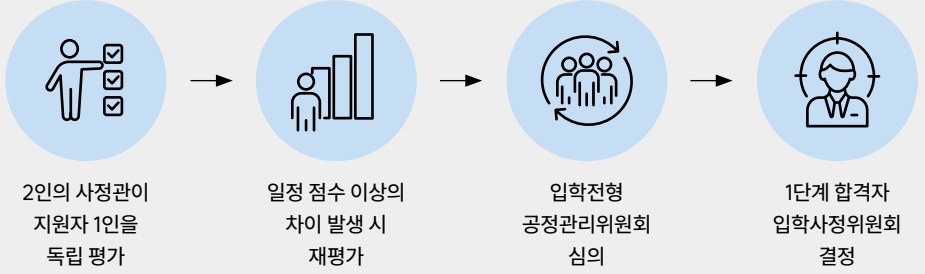 2인의 사정관이
지원자 1인을
독립 평가
일정 점수 이상의
차이 발생 시
재평가
입학전형
공정관리위원회
심의
1단계 합격자
입학사정위원회
결정